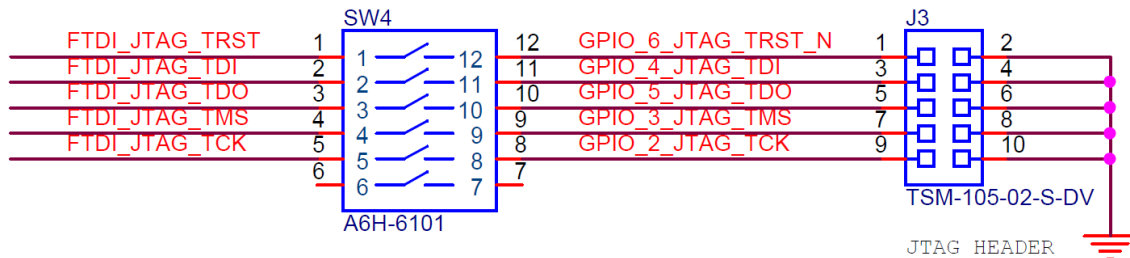 SW4
J3
FTDI_JTAG_TRST 1 1 12 12 GPIO_6_JTAG_TRST_N 1 2
FTDI_JTAG_TDI 2 2 11 11 GPIO_4_JTAG_TDI 3 4
FTDI_JTAG_TDO 3 3 10 10 GPIO_5_JTAG_TDO 5 6
FTDI_JTAG_TMS 4 4 9 9 GPIO_3_JTAG_TMS 7 8
FTDI_JTAG_TCK 5 5 8 8 GPIO_2_JTAG_TCK 9 10
6 6 7 7
A6H-6101
TSM-105-02-S-DV
JTAG HEADER